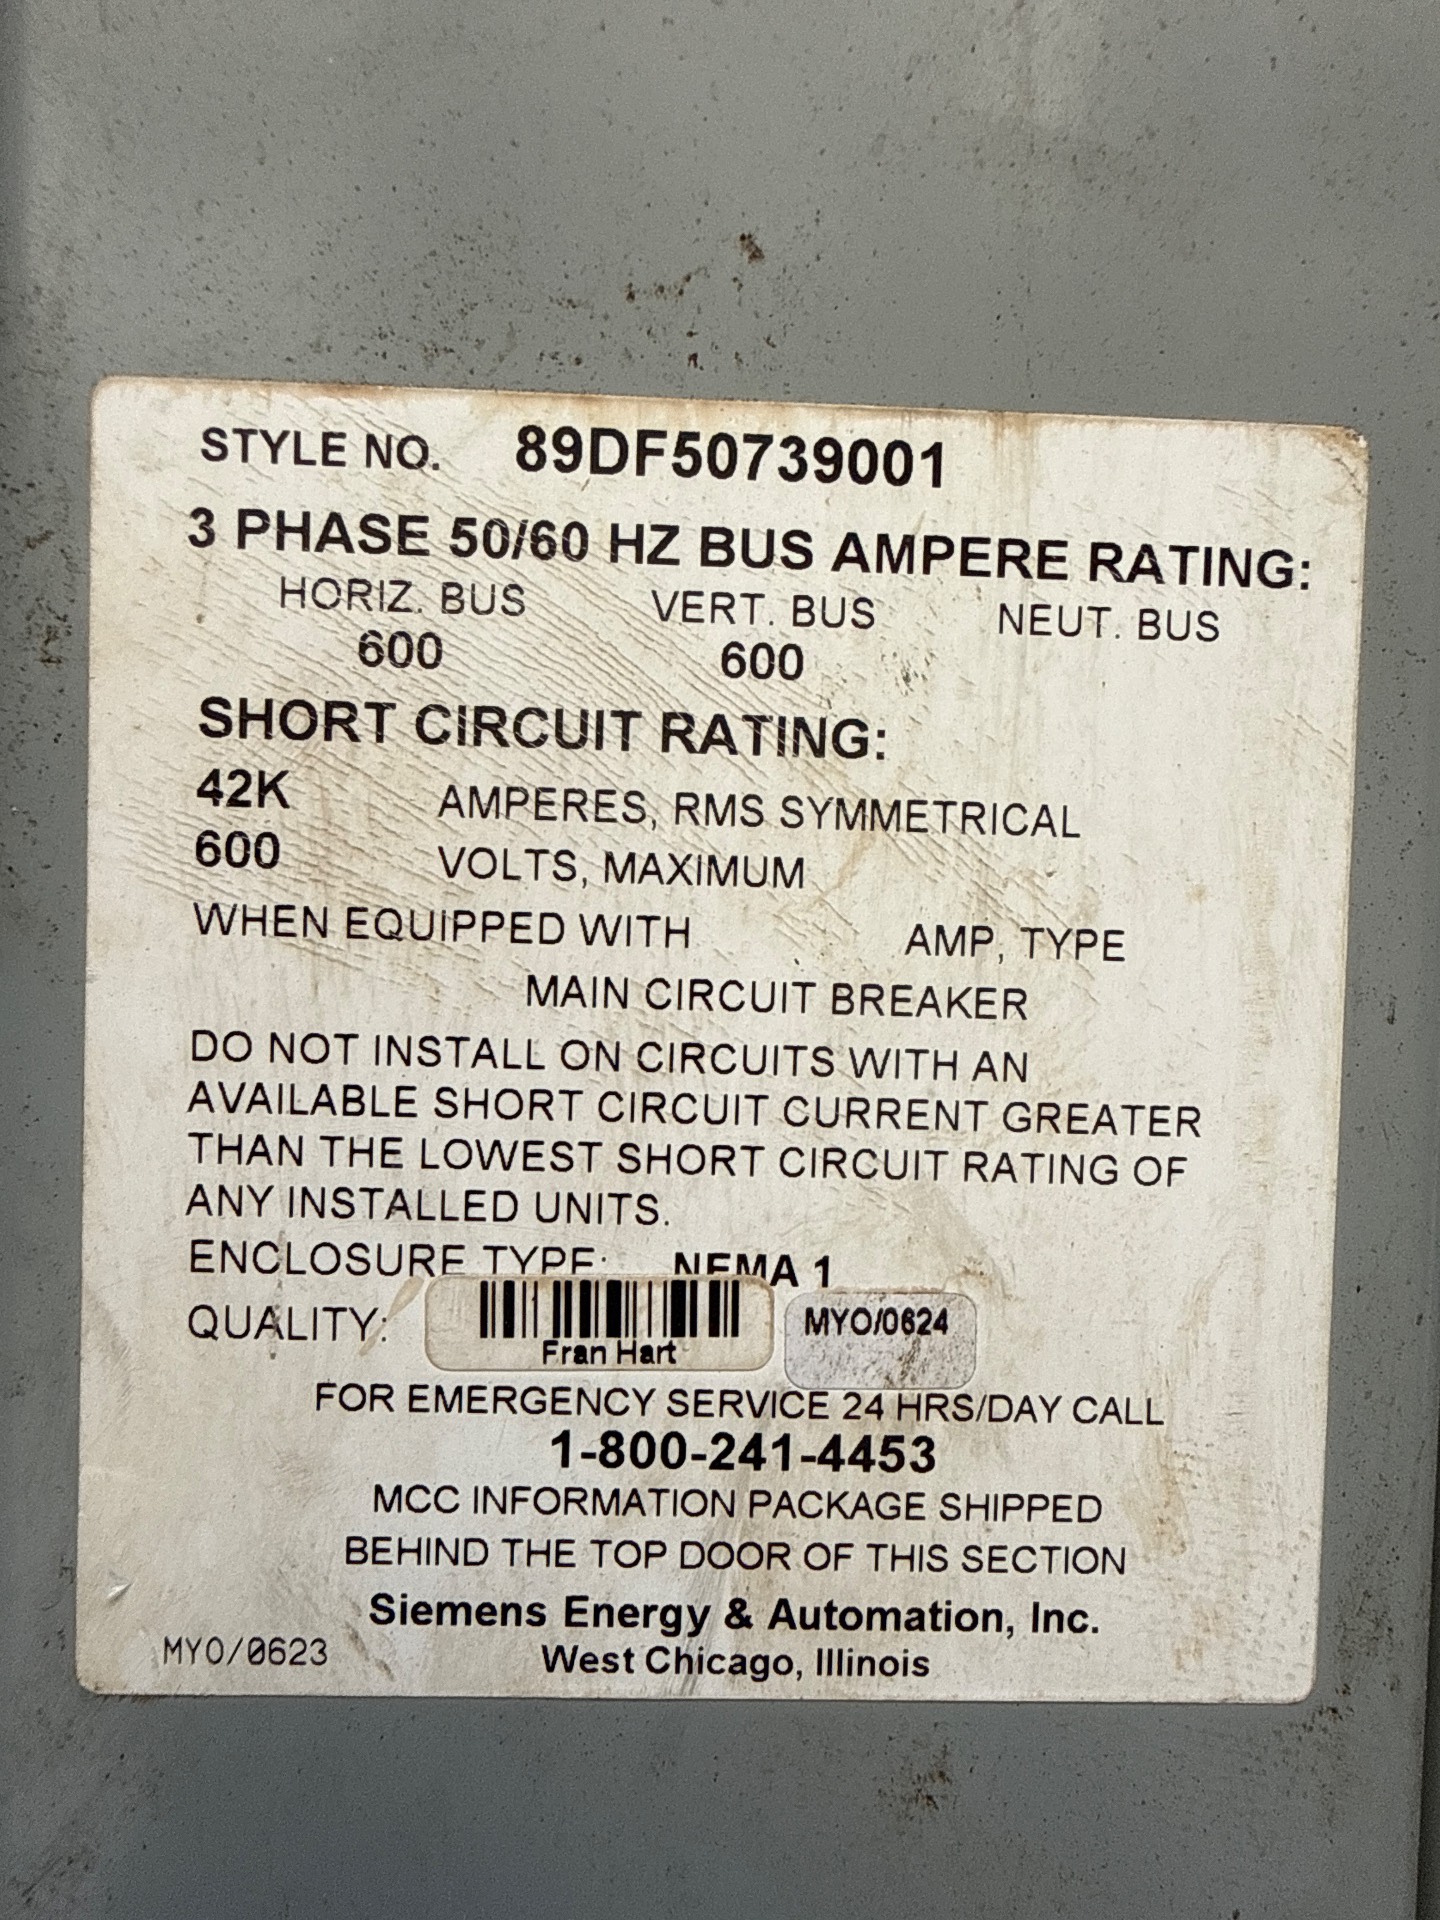 STYLE NO. 89DF50739001
3 PHASE 50/60 HZ BUS AMPERE RATING:
HORIZ. BUS VERT. BUS NEUT. BUS
600 600
SHORT CIRCUIT RATING:
42K AMPERES, RMS SYMMETRICAL
600 VOLTS, MAXIMUM
WHEN EQUIPPED WITH AMP, TYPE
MAIN CIRCUIT BREAKER
DO NOT INSTALL ON CIRCUITS WITH AN
AVAILABLE SHORT CIRCUIT CURRENT GREATER
THAN THE LOWEST SHORT CIRCUIT RATING OF
ANY INSTALLED UNITS.
ENCLOSURE TYPE: NEMA 1
QUALITY: MYO/0624
Fran Hart
FOR EMERGENCY SERVICE 24 HRS/DAY CALL
1-800-241-4453
MCC INFORMATION PACKAGE SHIPPED
BEHIND THE TOP DOOR OF THIS SECTION
Siemens Energy & Automation, Inc.
MYO/0623 West Chicago, Illinois